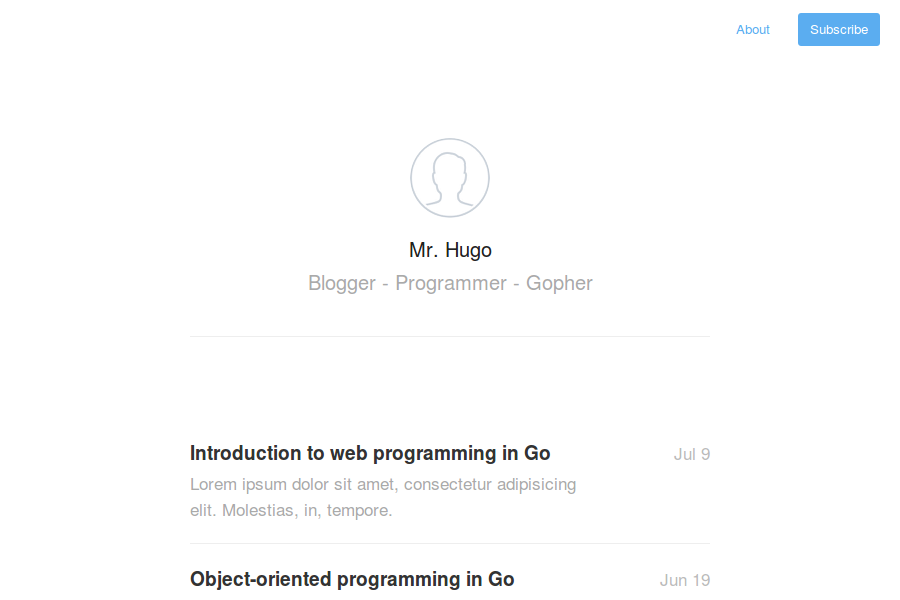 About
Subscribe
Mr. Hugo
Blogger - Programmer - Gopher
Introduction to web programming in Go
Jul 9
Lorem ipsum dolor sit amet, consectetur adipisicing
elit. Molestias, in, tempore.
Object-oriented programming in Go
Jun 19